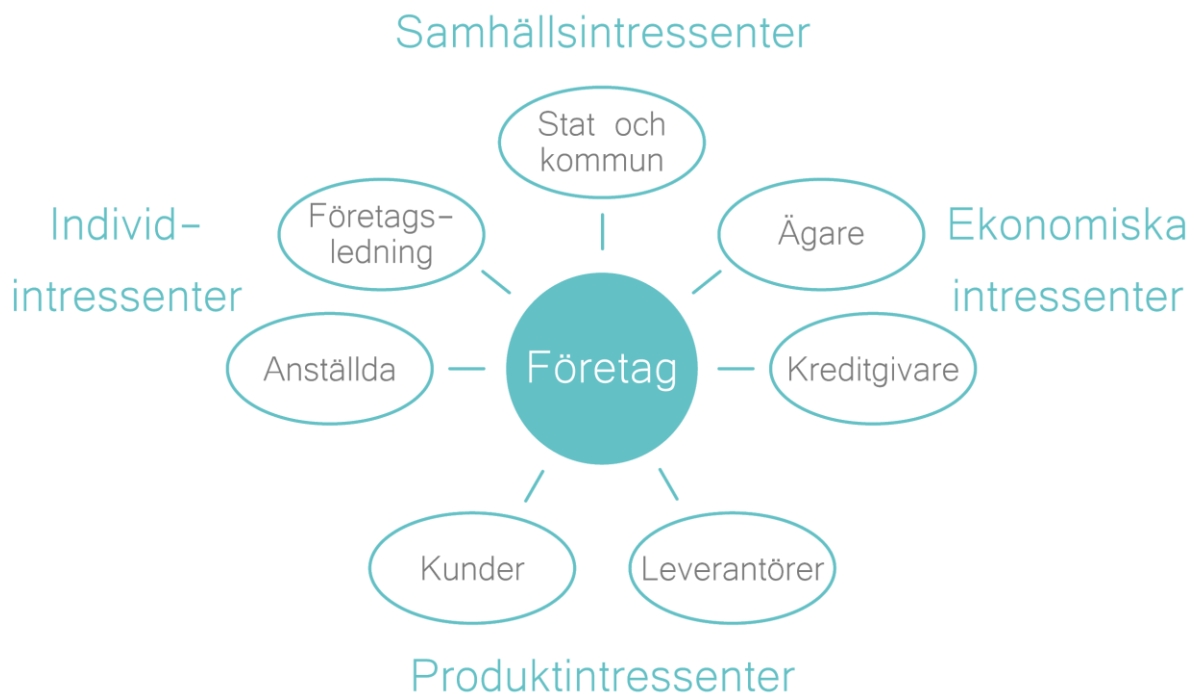 Samhällsintressenter
Stat och
kommun
Individ-
intressenter
Företags-
ledning
Ägare
Ekonomiska
intressenter
Anställda
Företag
Kreditgivare
Kunder
Leverantörer
Produktintressenter